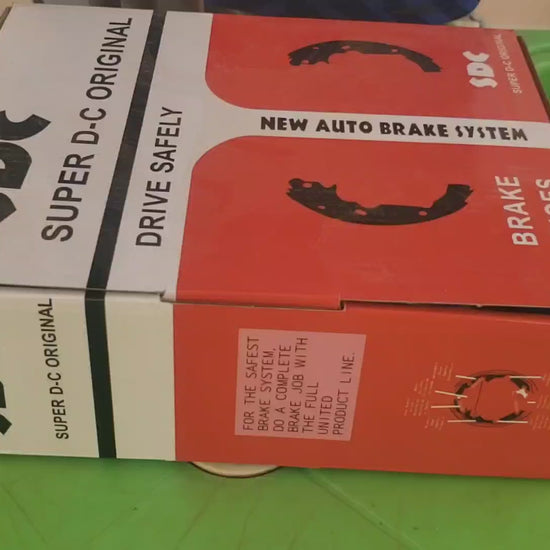 SDC
SUPER D-C ORIGINAL
DRIVE SAFELY
NEW AUTO BRAKE SYSTEM
SDC
SUPER D-C ORIGINAL
BRAKE
SUPER D-C ORIGINAL
FOR THE SAFEST
BRAKE SYSTEM,
DO A COMPLETE
BRAKE JOB WITH
THE FULL
UNITED
PRODUCT LINE.